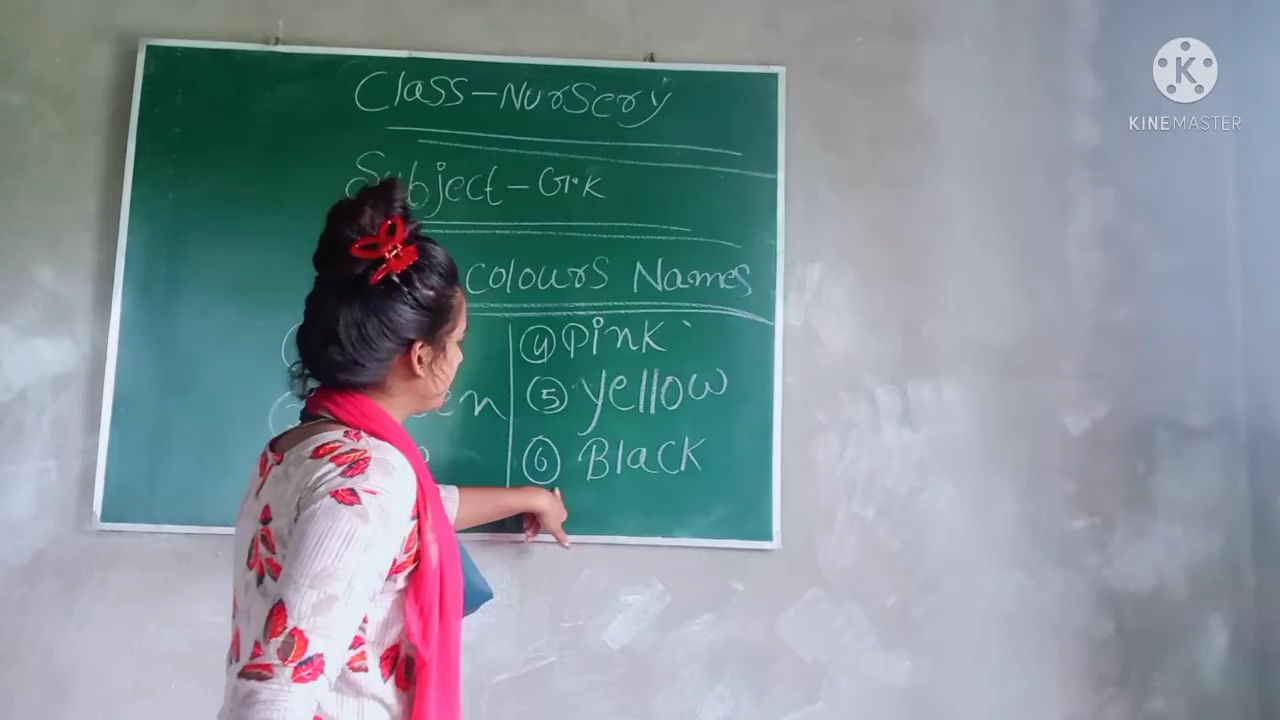 Class - Nursery
Subject - G.K
colours Names
④ Pink
⑤ Yellow
⑥ Black
K
KINEMASTER